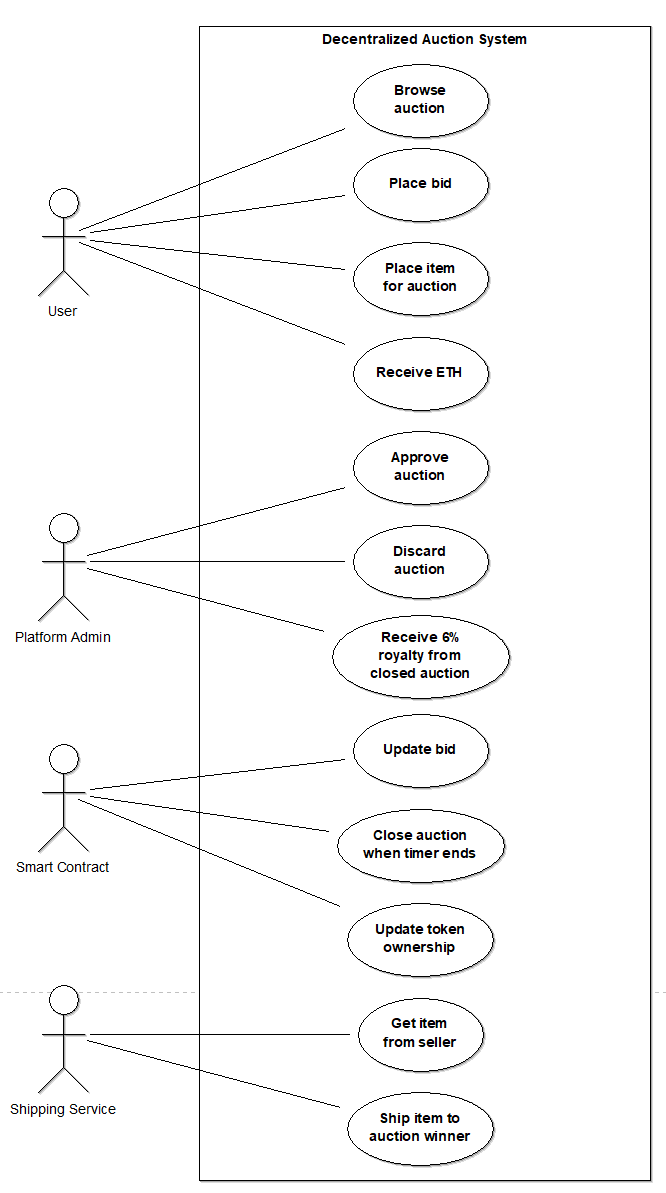 Decentralized Auction System
Browse
auction
Place bid
Place item
for auction
User
Receive ETH
Approve
auction
Discard
auction
Platform Admin
Receive 6%
royalty from
closed auction
Update bid
Close auction
when timer ends
Smart Contract
Update token
ownership
Get item
from seller
Shipping Service
Ship item to
auction winner